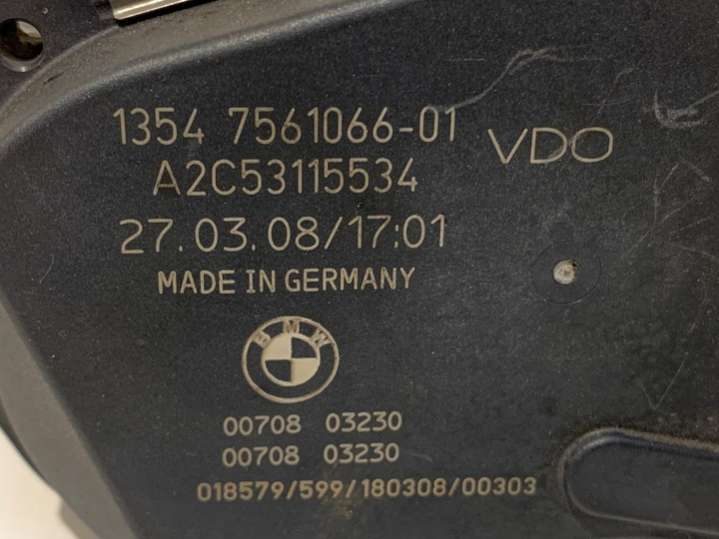 1354 7561066-01 VDO
A2C53115534
27.03.08/17:01
MADE IN GERMANY
BMW
00708 03230
00708 03230
018579/599/180308/00303